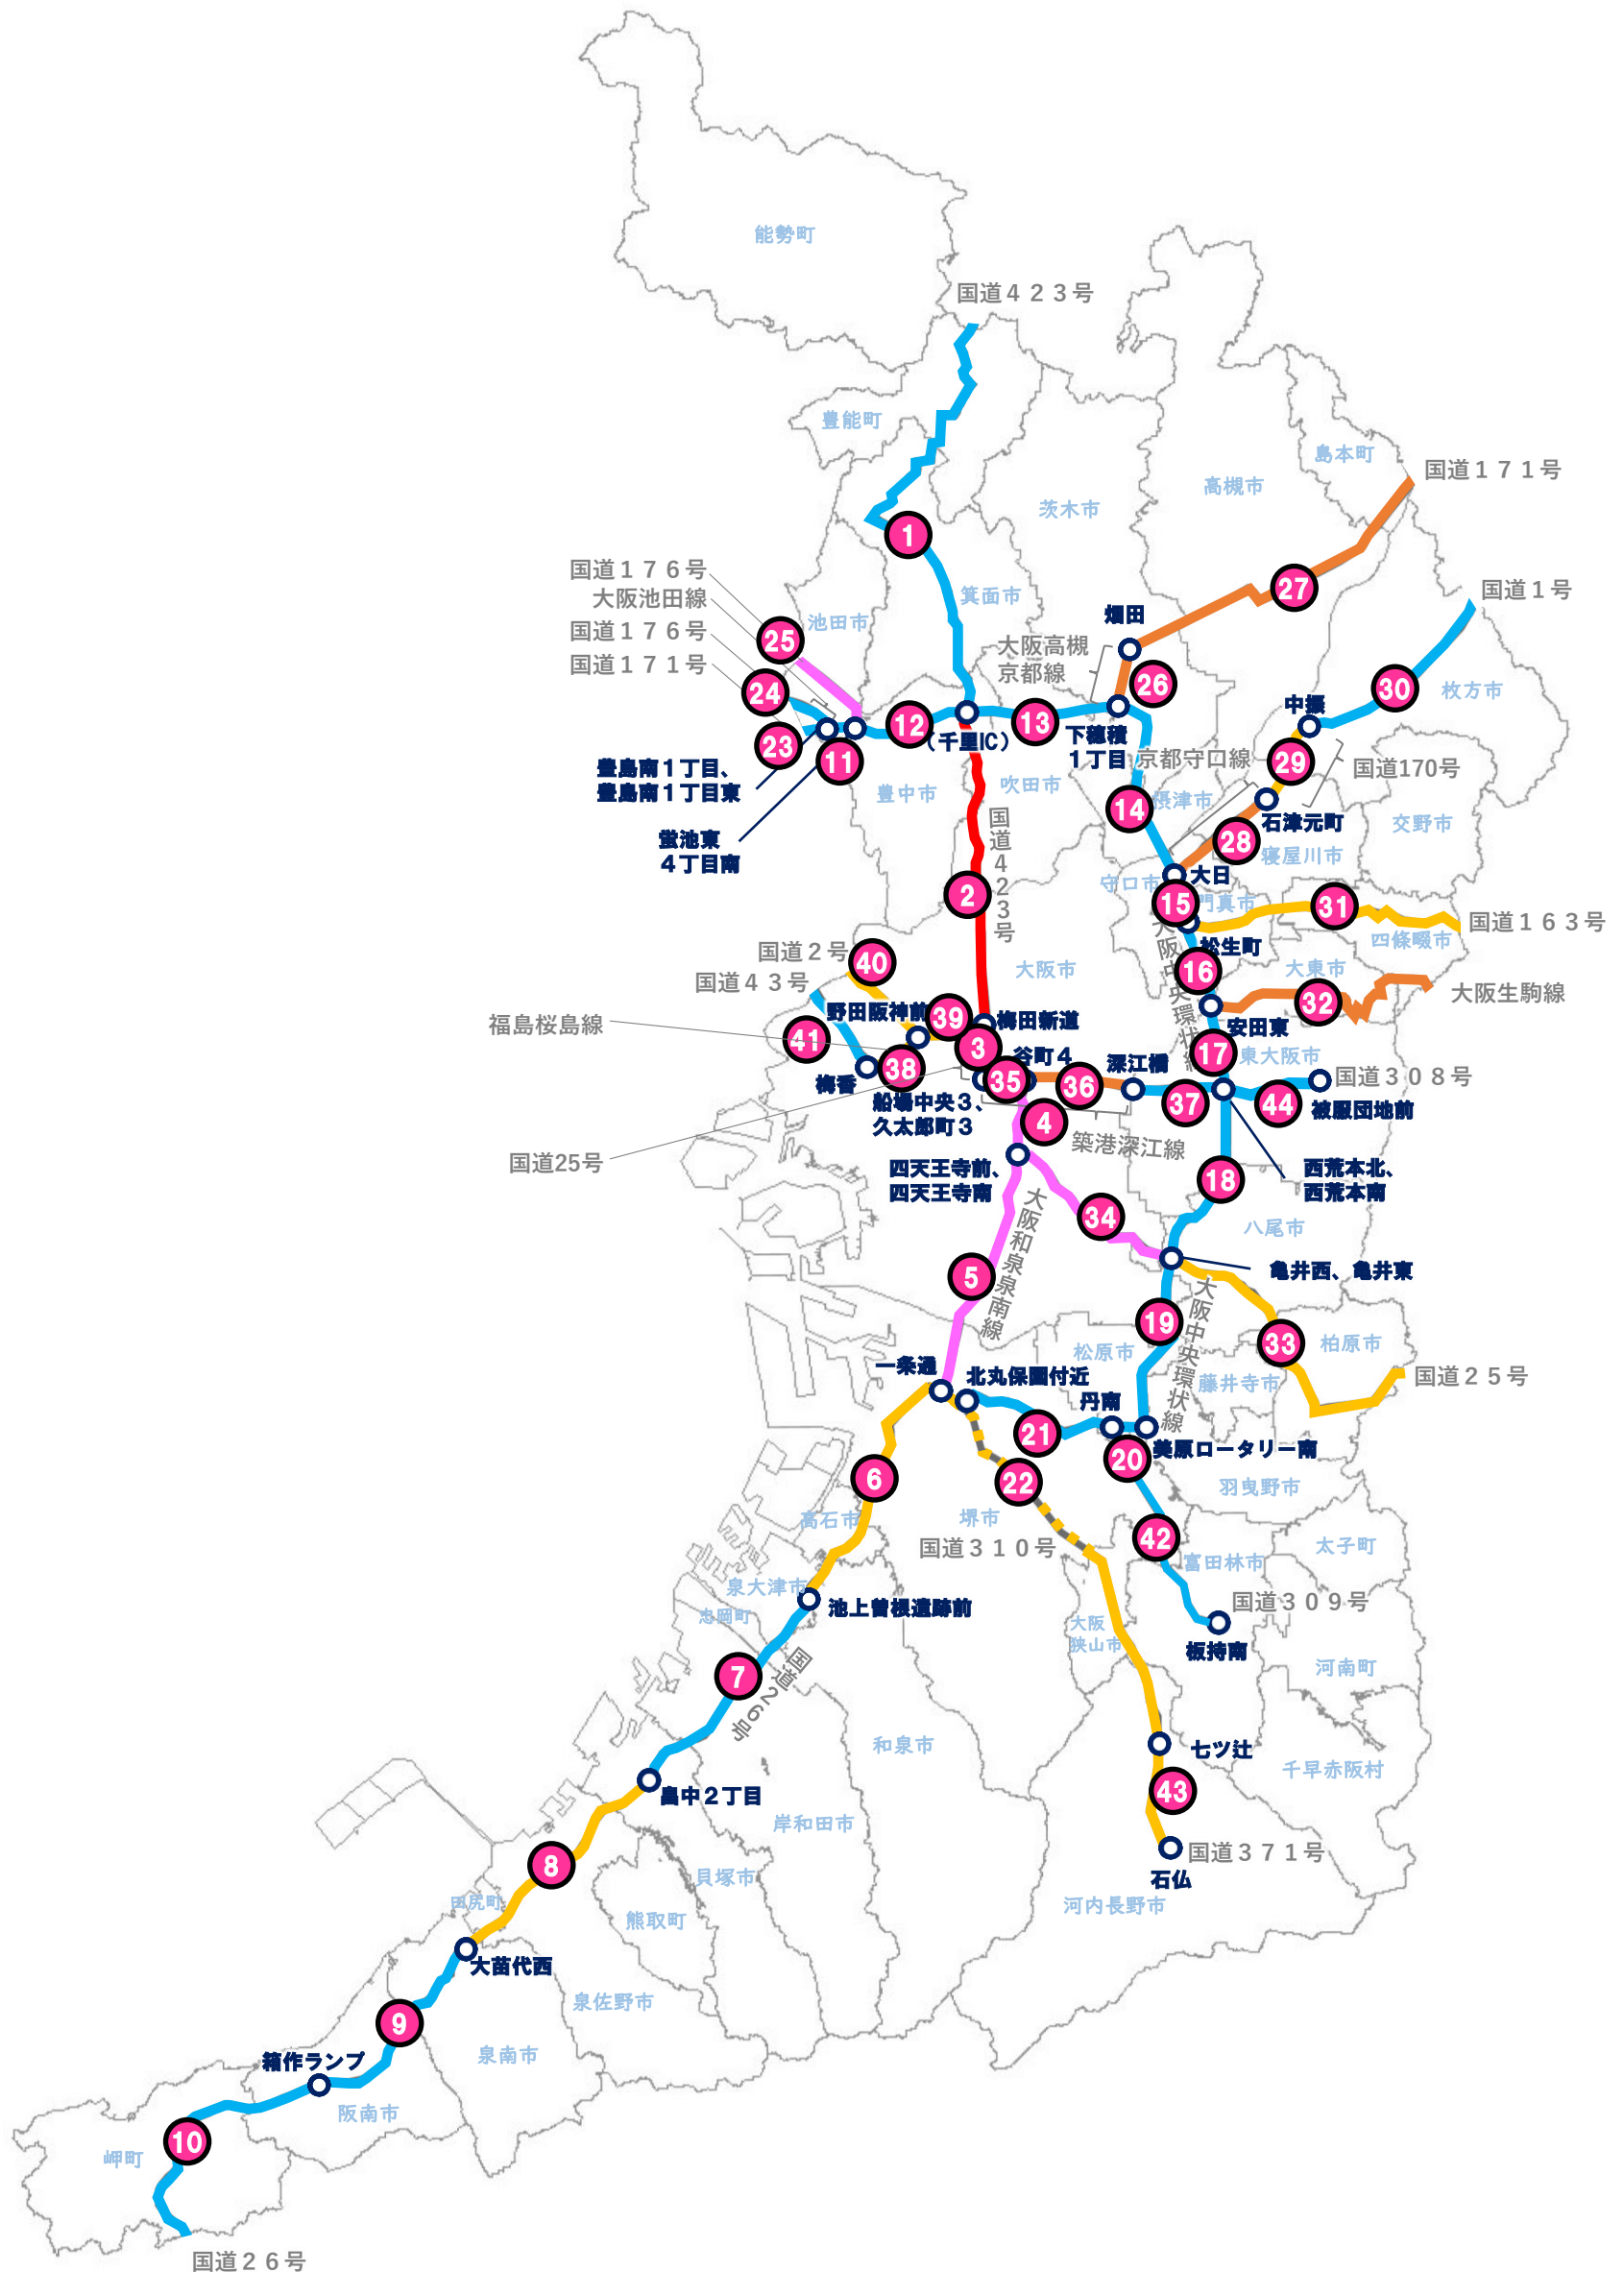 能勢町
国道４２３号
豊能町
島本町
国道１７１号
高槻市
茨木市
1
国道１７６号
大阪池田線
国道１７６号
国道１７１号
27
国道１号
箕面市
池田市
畑田
25
大阪高槻
京都線
26
24
30
枚方市
中振
12
13
23
11
（千里IC）
下穂積
１丁目
京都守口線
29
国道170号
豊島南１丁目、
豊島南１丁目東
豊中市
吹田市
14
摂津市
石津元町
交野市
国道４２３号
蛍池東
４丁目南
28
寝屋川市
大日
守口市
2
15
門真市
31
国道１６３号
四條畷市
松生町
国道２号
40
大阪市
16
大東市
国道４３号
大阪生駒線
32
大阪中央環状線
野田阪神前
39
梅田新道
安田東
福島桜島線
41
3
谷町４
17
東大阪市
38
35
36
深江橋
国道３０８号
梅香
37
44
被服団地前
船場中央３、
久太郎町３
4
築港深江線
国道25号
四天王寺前、
四天王寺南
18
西荒本北、
西荒本南
34
八尾市
大阪和泉泉南線
5
亀井西、亀井東
19
大阪中央環状線
33
柏原市
松原市
一条通
北丸保園付近
藤井寺市
国道２５号
丹南
21
20
美原ロータリー南
6
22
羽曳野市
高石市
堺市
国道３１０号
42
富田林市
太子町
泉大津市
忠岡町
池上曽根遺跡前
国道３０９号
大阪
狭山市
板持南
7
河南町
国道２６号
和泉市
七ツ辻
千早赤阪村
畠中２丁目
43
岸和田市
8
国道３７１号
貝塚市
石仏
田尻町
熊取町
河内長野市
大苗代西
泉佐野市
9
泉南市
箱作ランプ
阪南市
10
岬町
国道２６号